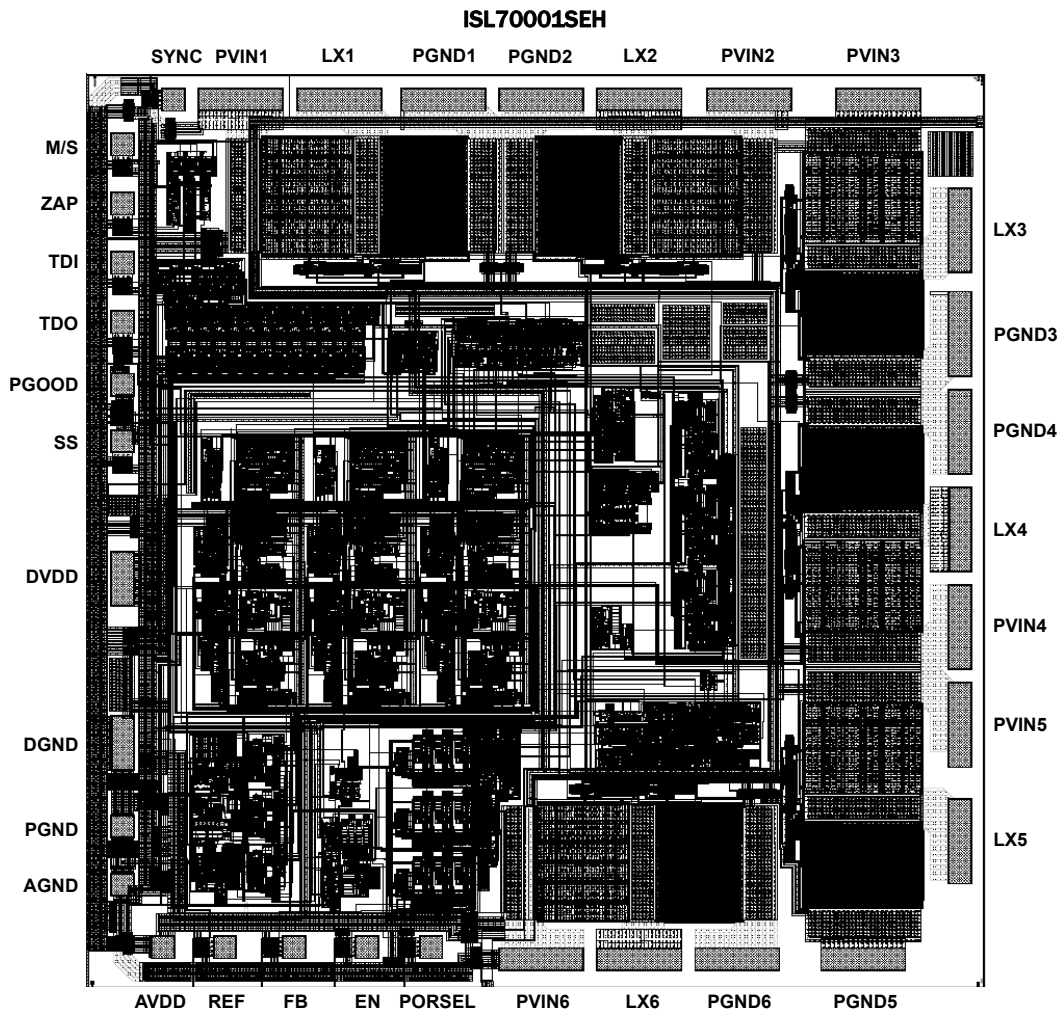 ISL70001SEH
SYNC PVIN1 LX1 PGND1 PGND2 LX2 PVIN2 PVIN3
M/S
ZAP
TDI
TDO
PGOOD
SS
DVDD
DGND
PGND
AGND
LX3
PGND3
PGND4
LX4
PVIN4
PVIN5
LX5
AVDD REF FB EN PORSEL PVIN6 LX6 PGND6 PGND5